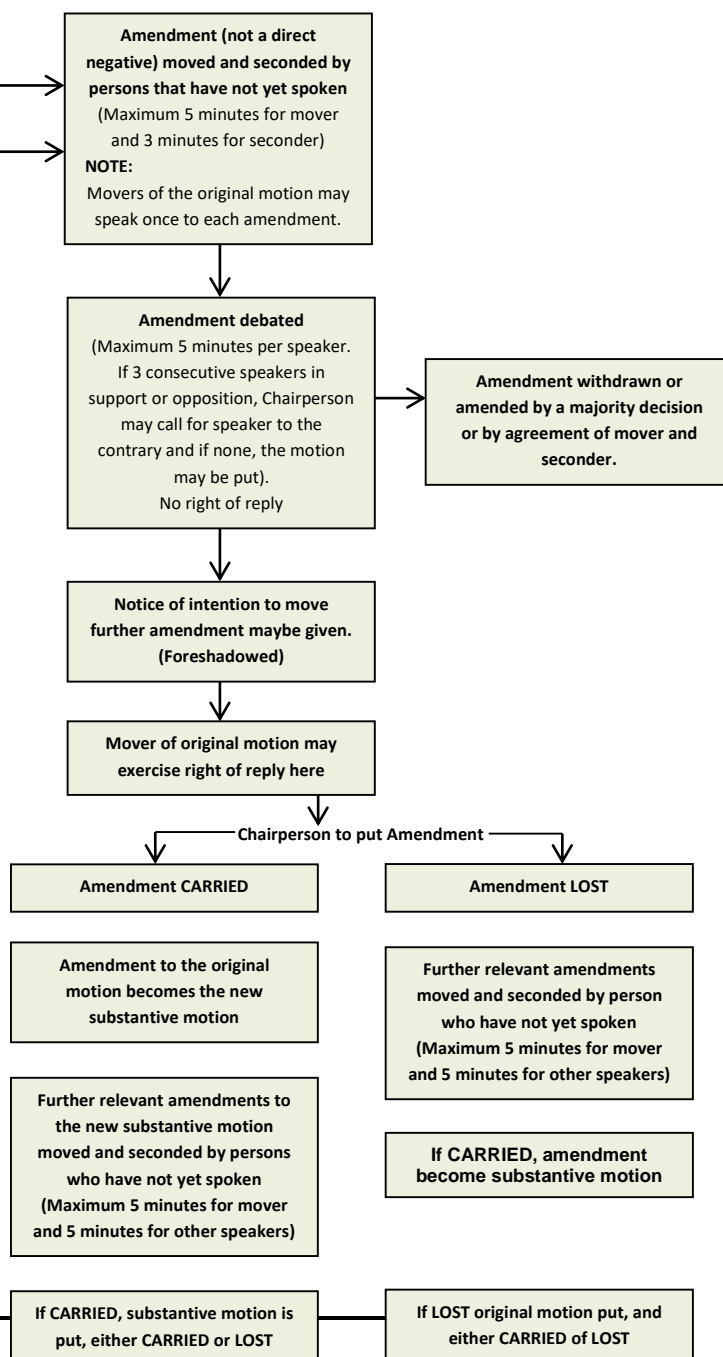 Amendment (not a direct
negative) moved and seconded by
persons that have not yet spoken
(Maximum 5 minutes for mover
and 3 minutes for seconder)
NOTE:
Movers of the original motion may
speak once to each amendment.
Amendment debated
(Maximum 5 minutes per speaker.
If 3 consecutive speakers in
support or opposition, Chairperson
may call for speaker to the
contrary and if none, the motion
may be put).
No right of reply
Amendment withdrawn or
amended by a majority decision
or by agreement of mover and
seconder.
Notice of intention to move
further amendment maybe given.
(Foreshadowed)
Mover of original motion may
exercise right of reply here
Chairperson to put Amendment
Amendment CARRIED
Amendment to the original
motion becomes the new
substantive motion
Further relevant amendments to
the new substantive motion
moved and seconded by persons
who have not yet spoken
(Maximum 5 minutes for mover
and 5 minutes for other speakers)
If CARRIED, substantive motion is
put, either CARRIED or LOST
Amendment LOST
Further relevant amendments
moved and seconded by person
who have not yet spoken
(Maximum 5 minutes for mover
and 5 minutes for other speakers)
If CARRIED, amendment
become substantive motion
If LOST original motion put, and
either CARRIED of LOST